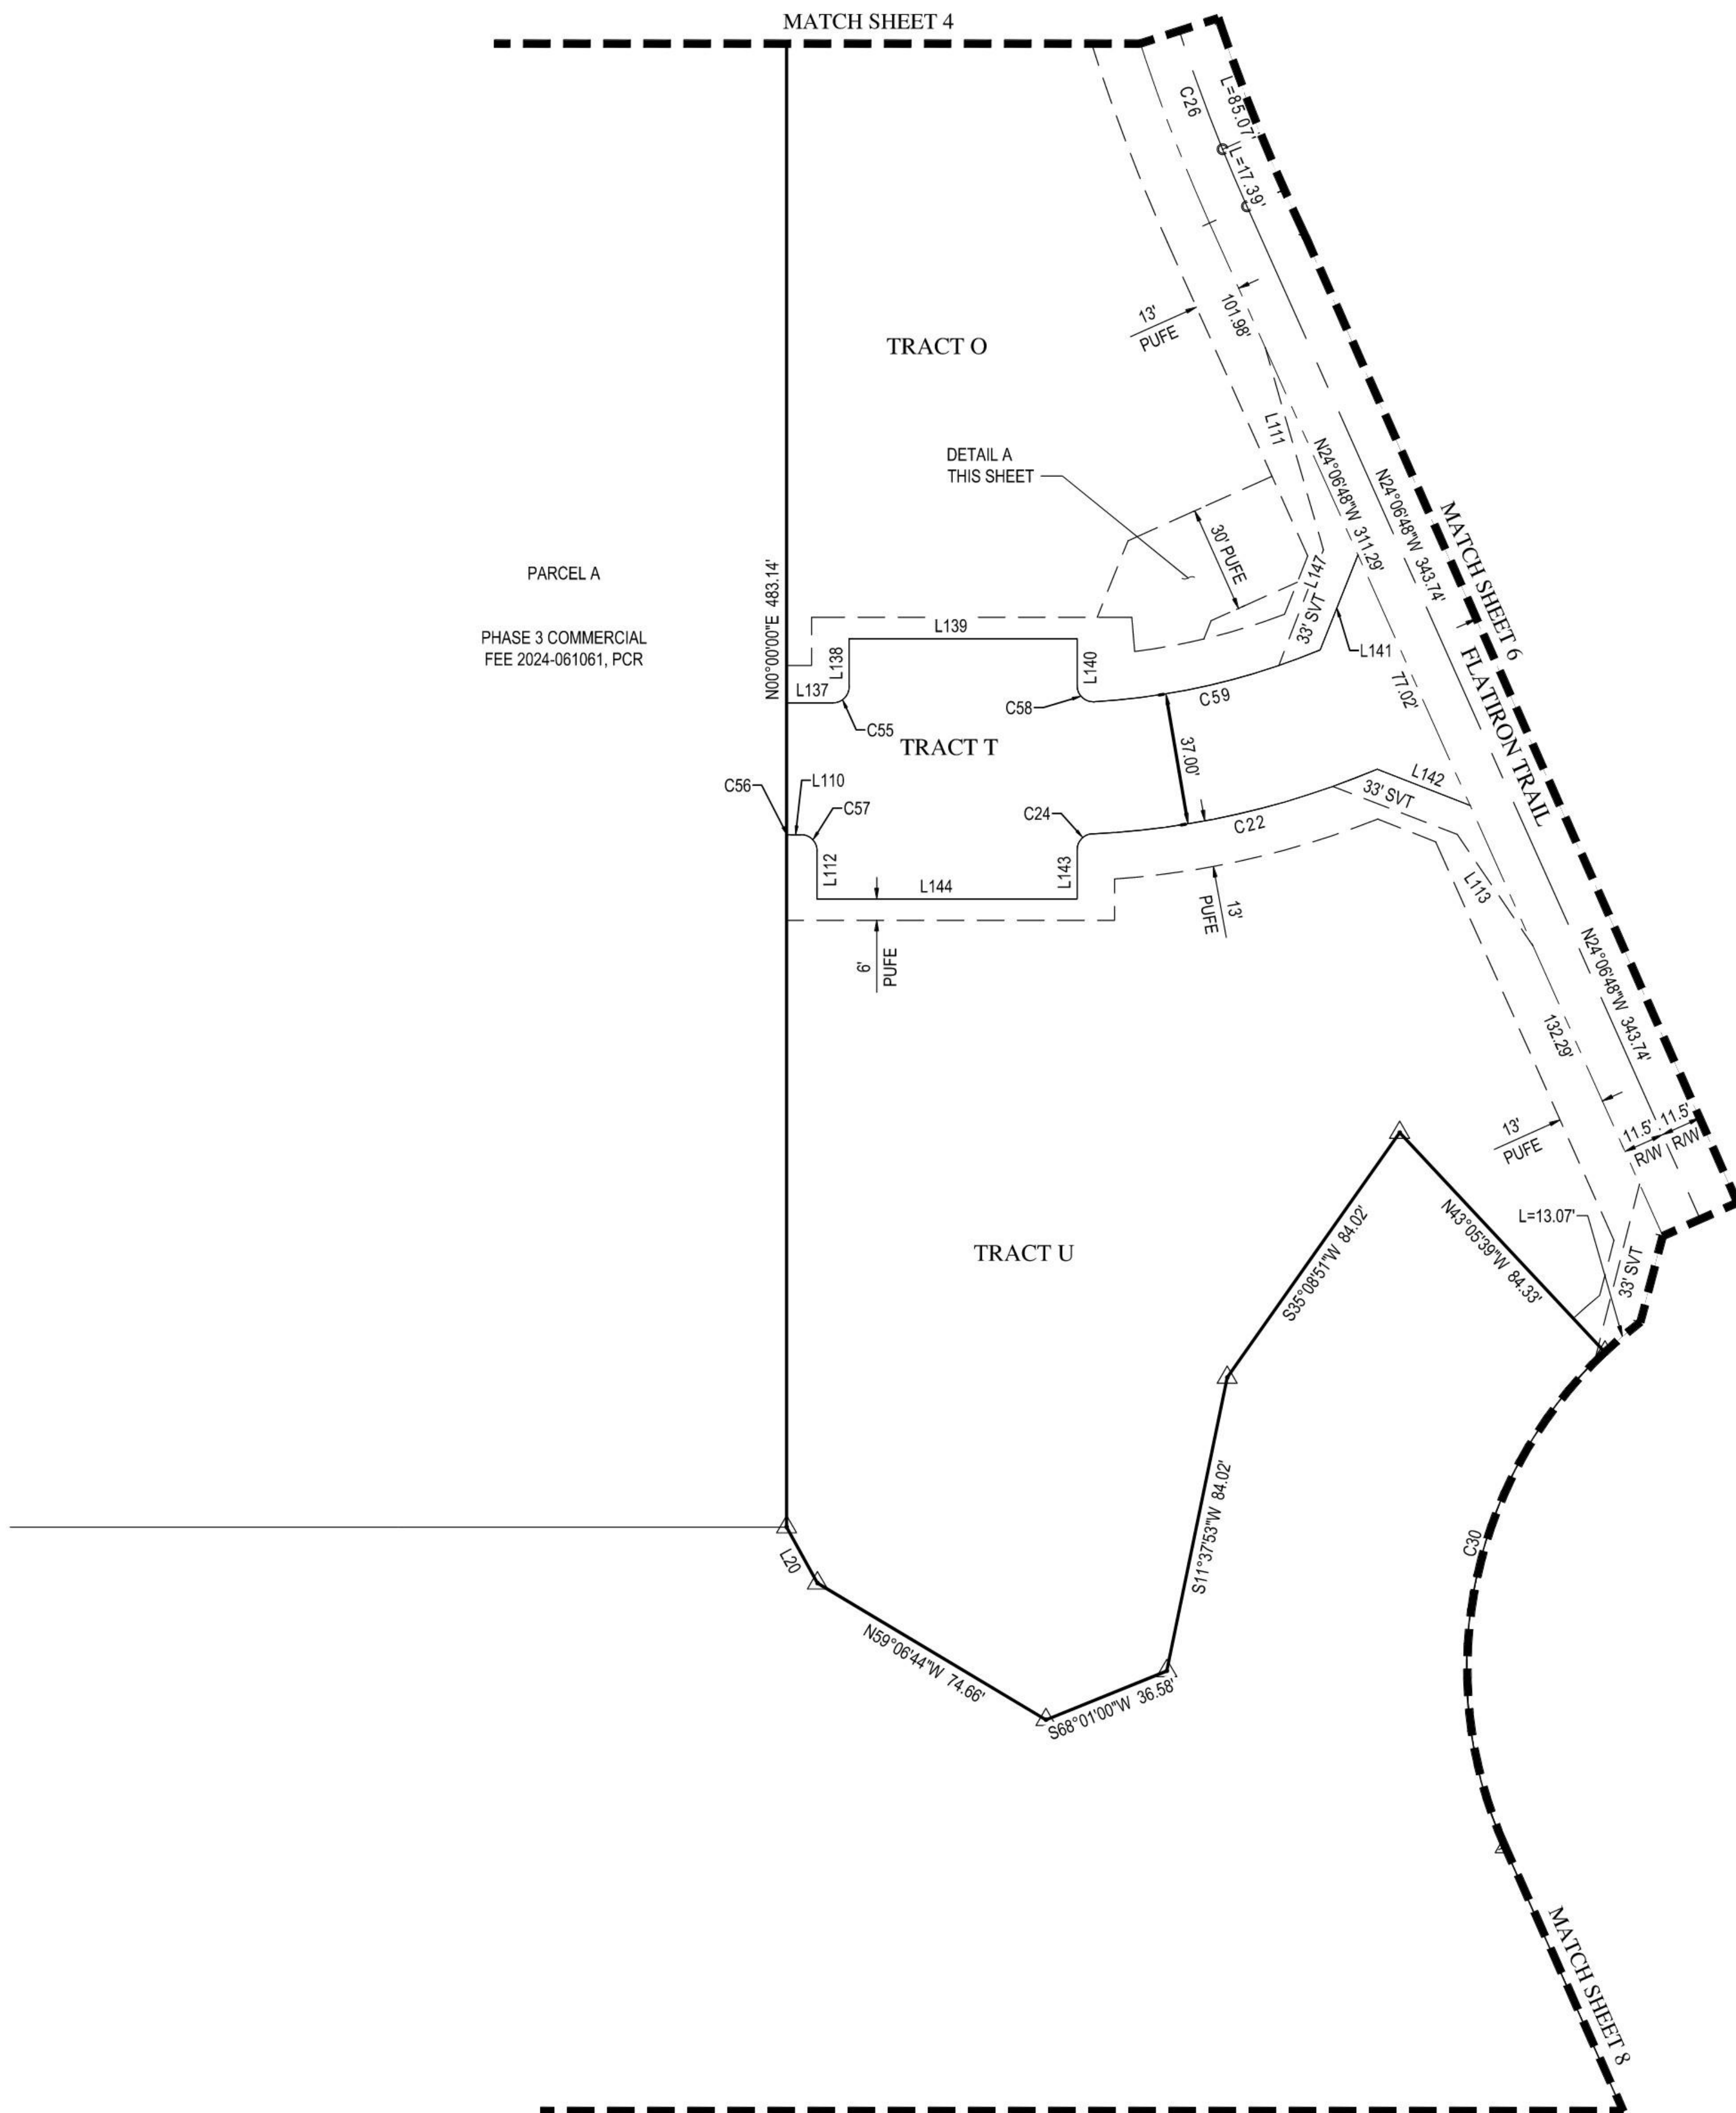 MATCH SHEET 4
C26
L=85.07'
L=17.39'
13'
PUFE
101.98'
TRACT O
L111
DETAIL A
THIS SHEET
N24°06'48"W 311.29'
N24°06'48"W 343.74'
MATCH SHEET 6
30' PUFE
PARCEL A
N00°00'00"E 483.14'
L147
33' SVT
PHASE 3 COMMERCIAL
FEE 2024-061061, PCR
L139
L138
L140
L141
FLATIRON TRAIL
L137
C59
77.02'
C58
C55
TRACT T
37.00'
C56
L110
C57
L142
33' SVT
C24
C22
L112
L143
L144
L113
13'
PUFE
6'
PUFE
N24°06'48"W 343.74'
132.29'
13'
PUFE
11.5'
R/W
11.5'
R/W
L=13.07'
N43°05'39"W 84.33'
S35°08'51"W 84.02'
33' SVT
TRACT U
S11°37'53"W 84.02'
C30
L20
N59°06'44"W 74.66'
S68°01'00"W 36.58'
MATCH SHEET 8